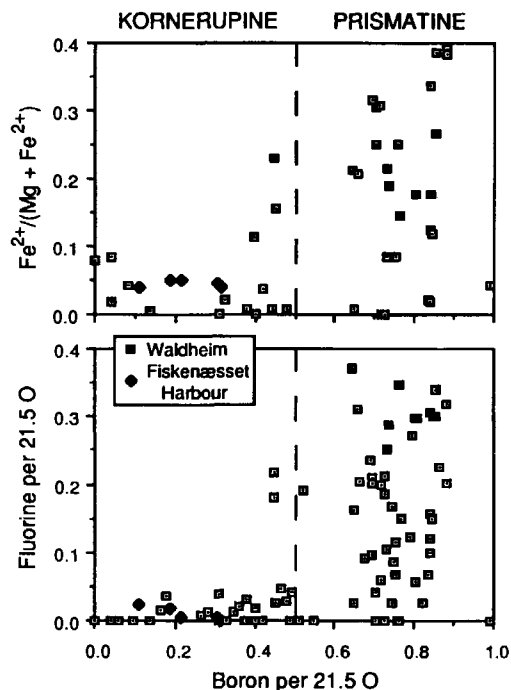 KORNERUPINE PRISMATINE
Fe2+/(Mg + Fe2+)
0.4
0.3
0.2
0.1
0.0
Waldheim
Fiskenæsset
Harbour
Fluorine per 21.5 O
0.4
0.3
0.2
0.1
0.0
0.0 0.2 0.4 0.6 0.8 1.0
Boron per 21.5 O